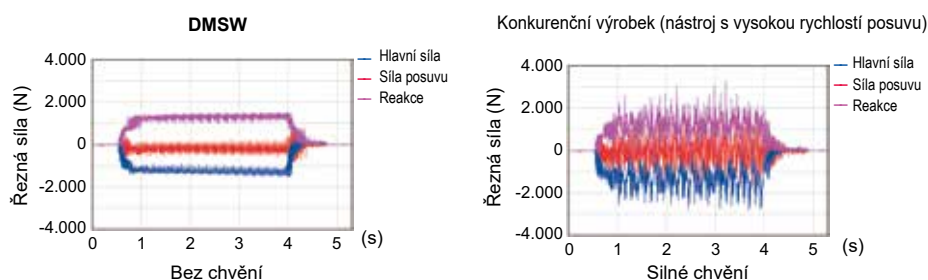 DMSW
Řezná síla (N)
4.000
2.000
0
-2.000
-4.000
0 1 2 3 4 5 (s)
Hlavní síla
Síla posuvu
Reakce
Bez chvění
Konkurenční výrobek (nástroj s vysokou rychlostí posuvu)
Řezná síla (N)
4.000
2.000
0
-2.000
-4.000
0 1 2 3 4 5 (s)
Hlavní síla
Síla posuvu
Reakce
Silné chvění